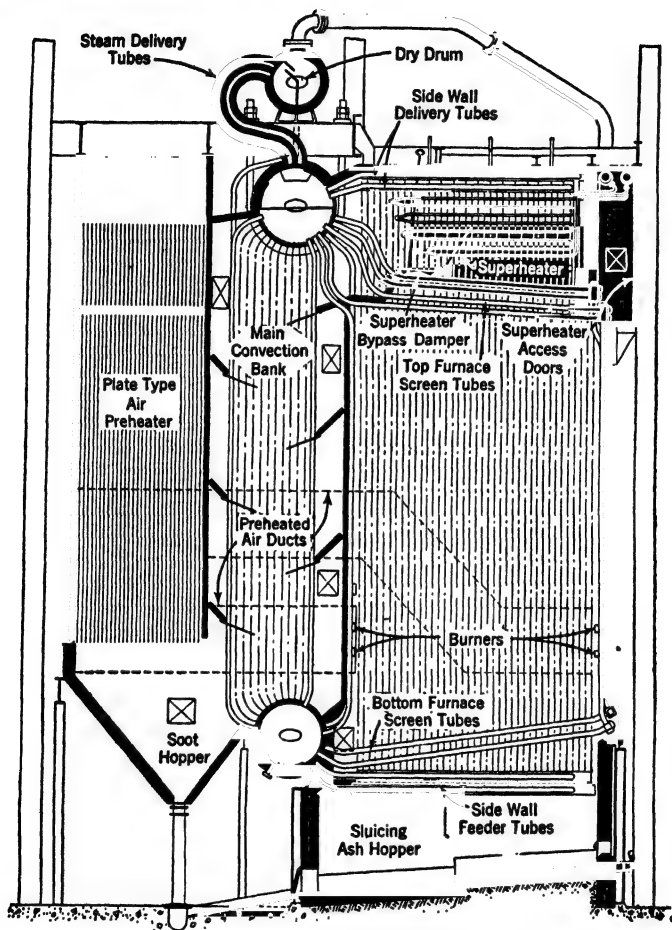 Steam Delivery
Tubes
Dry Drum
Side Wall
Delivery Tubes
Superheater
Main
Convection
Bank
Superheater
Bypass Damper
Superheater
Access
Doors
Top Furnace
Screen Tubes
Plate Type
Air
Preheater
Preheated
Air Ducts
Burners
Bottom Furnace
Screen Tubes
Soot
Hopper
Side Wall
Feeder Tubes
Sluicing
Ash Hopper